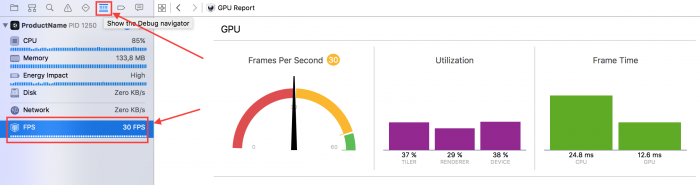 GPU Report
ProductName PID 1250
Show the Debug navigator
CPU 85%
Memory 133,8 MB
Energy Impact High
Disk Zero KB/s
Network Zero KB/s
FPS 30 FPS
GPU
Frames Per Second 30
0 60
Utilization
37 % 29 % 38 %
TILER RENDERER DEVICE
Frame Time
24.8 ms 12.6 ms
CPU GPU